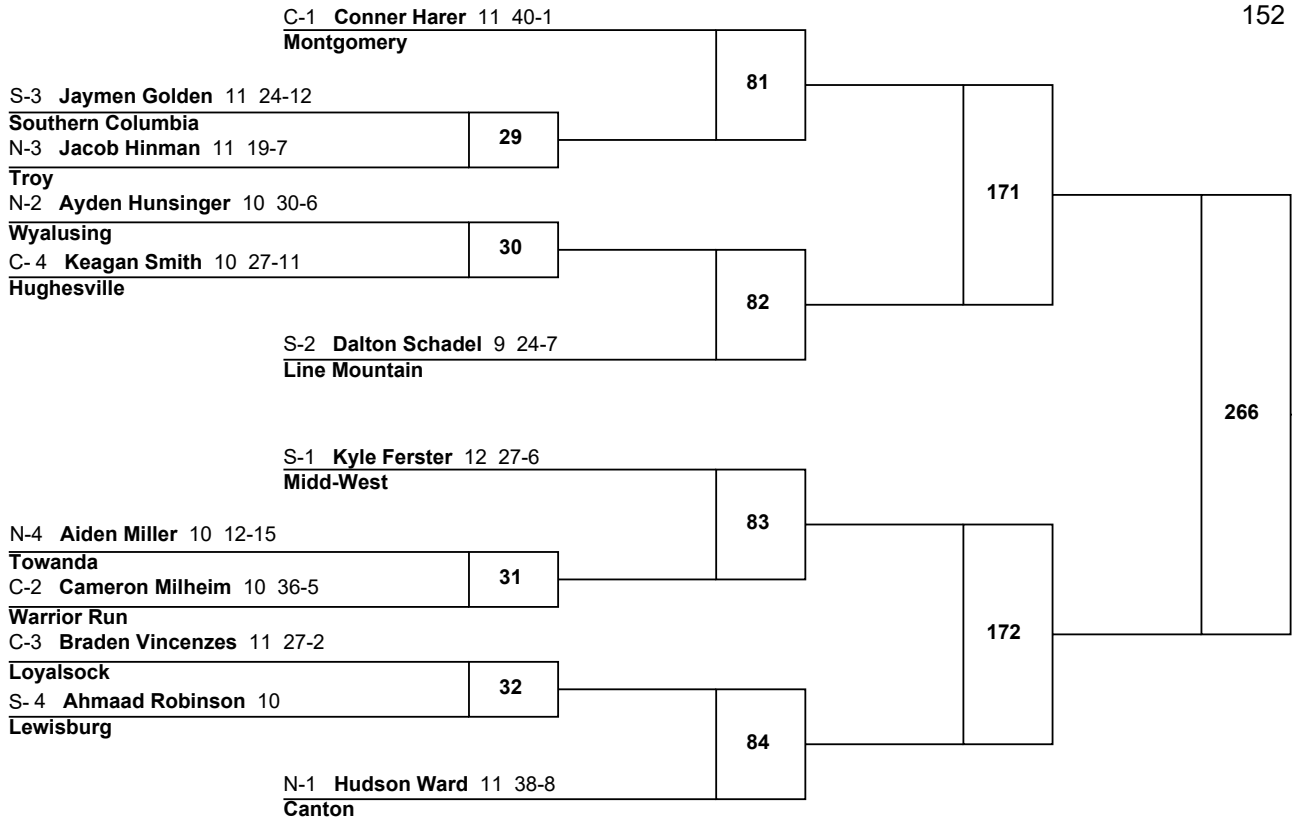 C-1 Conner Harer 11 40-1
152
Montgomery
81
S-3 Jaymen Golden 11 24-12
Southern Columbia
29
N-3 Jacob Hinman 11 19-7
Troy
171
N-2 Ayden Hunsinger 10 30-6
Wyalusing
30
C- 4 Keagan Smith 10 27-11
Hughesville
82
S-2 Dalton Schadel 9 24-7
Line Mountain
266
S-1 Kyle Ferster 12 27-6
Midd-West
83
N-4 Aiden Miller 10 12-15
Towanda
31
C-2 Cameron Milheim 10 36-5
Warrior Run
172
C-3 Braden Vincenzes 11 27-2
Loyalsock
32
S- 4 Ahmaad Robinson 10
Lewisburg
84
N-1 Hudson Ward 11 38-8
Canton